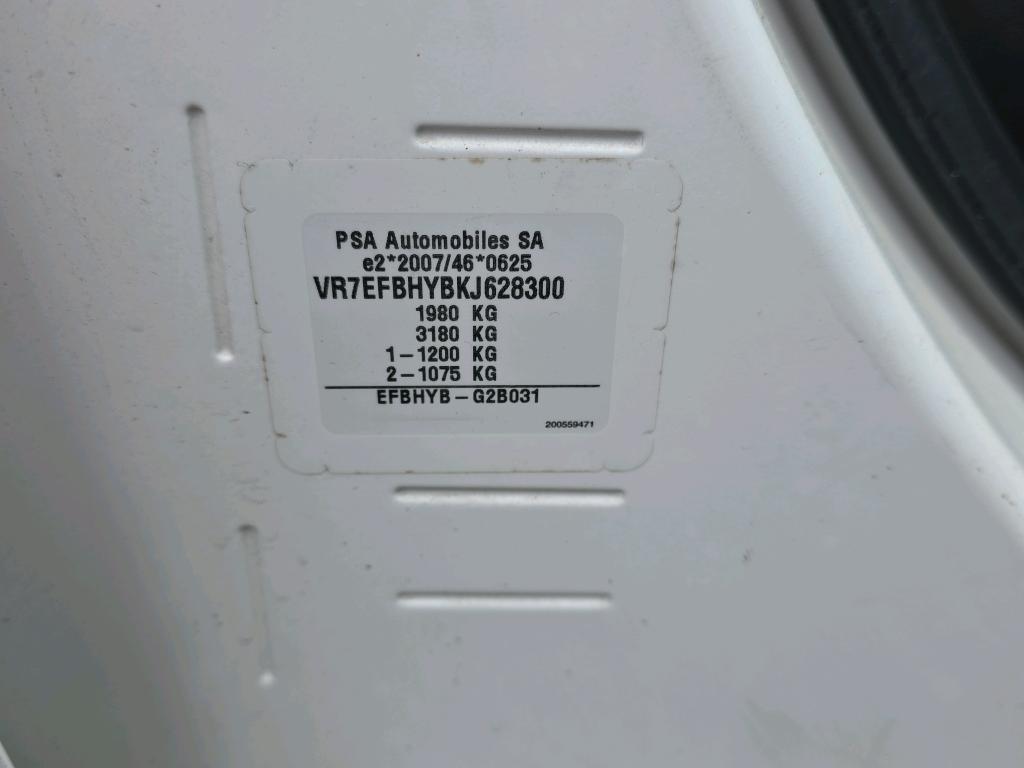 PSA Automobiles SA
e2*2007/46*0625
VR7EFBHYBKJ628300
1980 KG
3180 KG
1-1200 KG
2-1075 KG
EFBHYB-G2B031
200559471